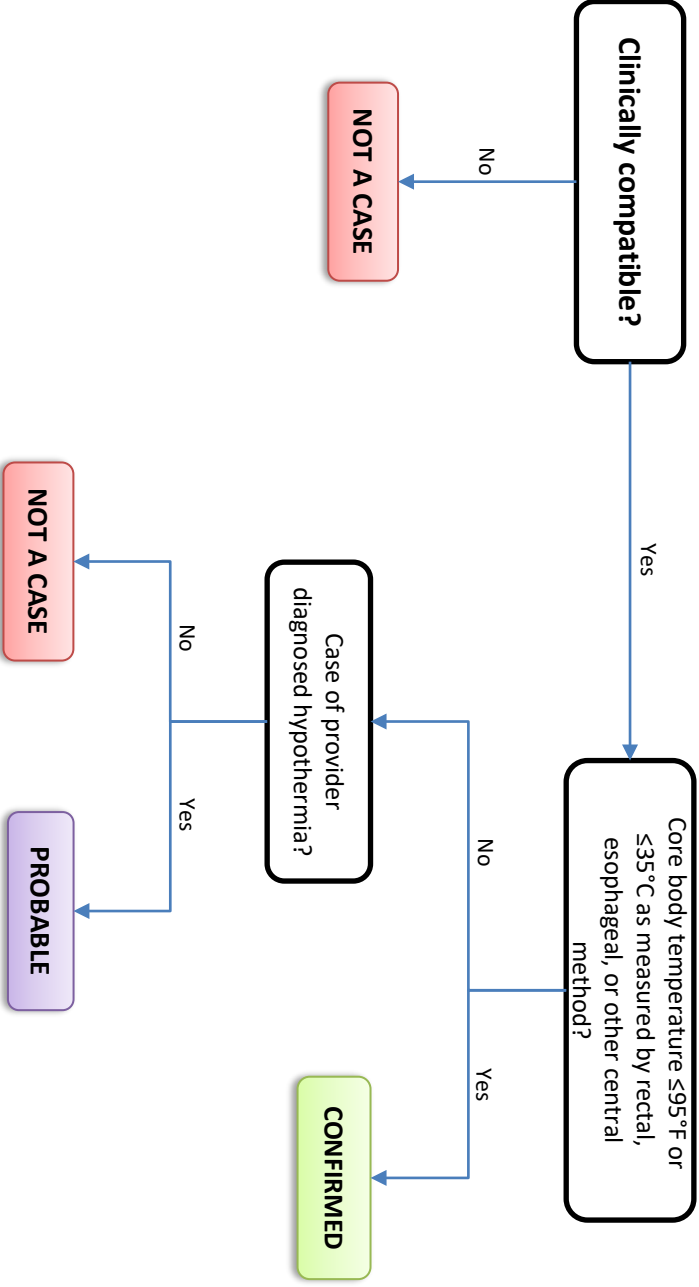 Clinically compatible?
Yes
Core body temperature ≤95°F or
≤35°C as measured by rectal,
esophageal, or other central
method?
No
NOT A CASE
No
Yes
Case of provider
diagnosed hypothermia?
CONFIRMED
No
Yes
NOT A CASE
PROBABLE